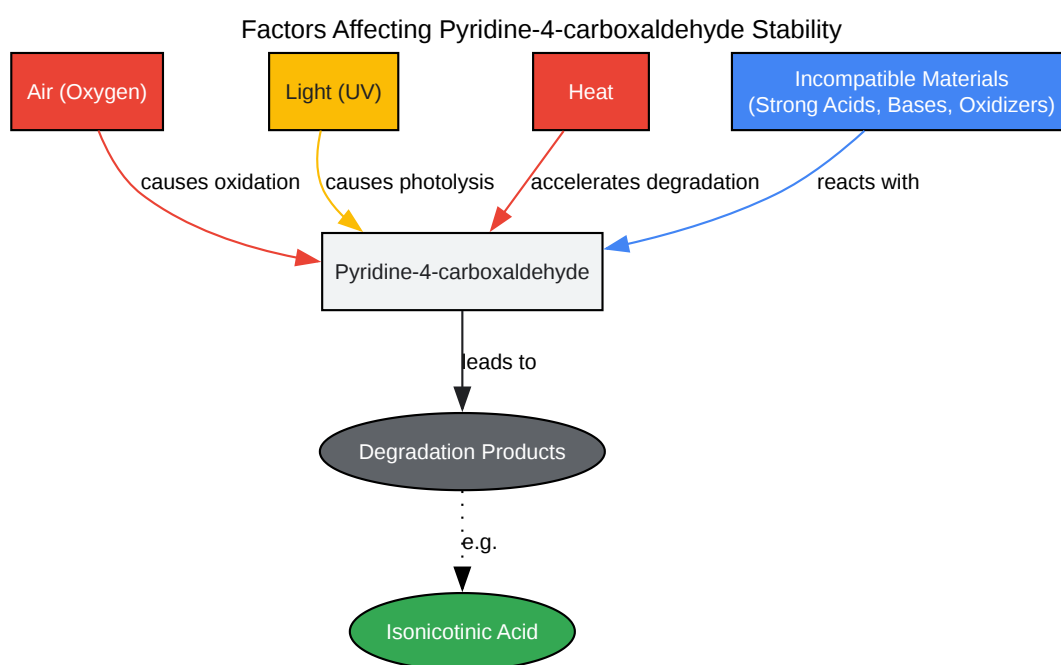 Factors Affecting Pyridine-4-carboxaldehyde Stability
Air (Oxygen)
Light (UV)
Heat
Incompatible Materials
(Strong Acids, Bases, Oxidizers)
causes oxidation
causes photolysis
accelerates degradation
reacts with
Pyridine-4-carboxaldehyde
leads to
Degradation Products
e.g.
Isonicotinic Acid